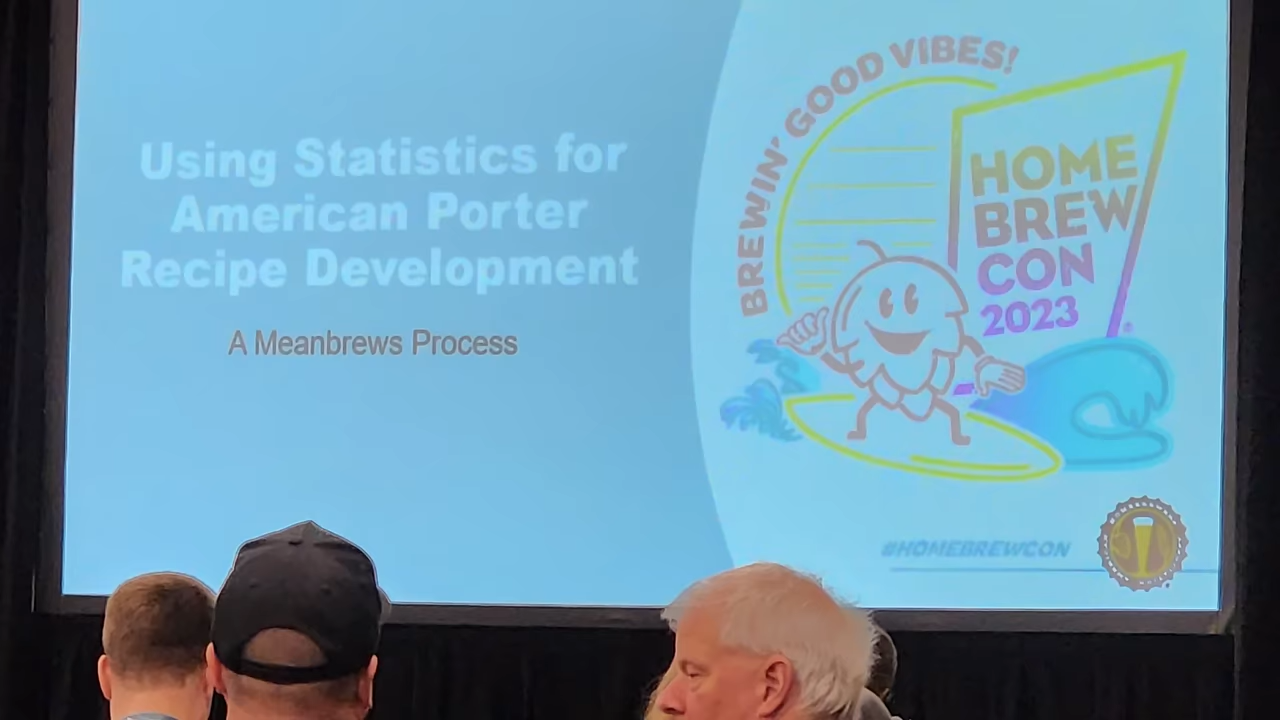 Using Statistics for
American Porter
Recipe Development
A Meanbrews Process
BREWIN' GOOD VIBES!
HOME
BREW
CON
2023
#HOMEBREWCON